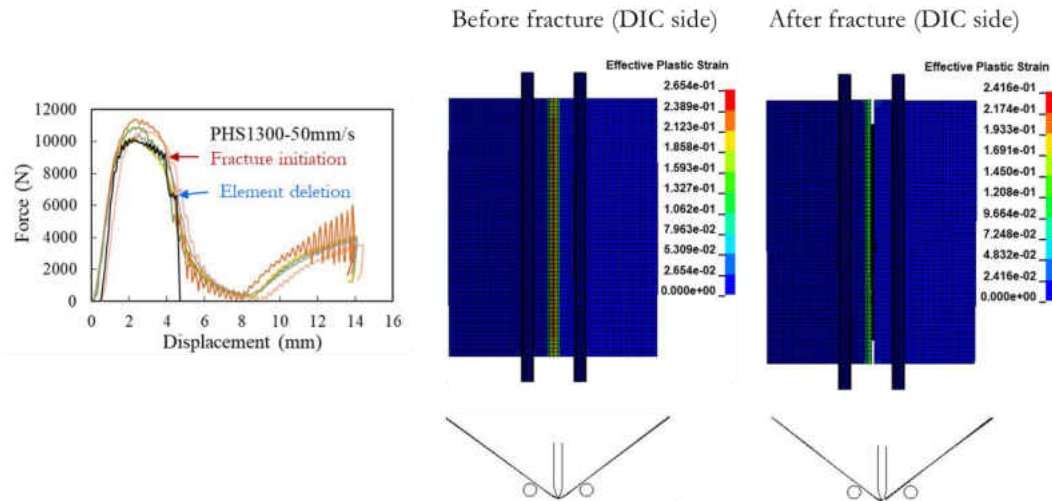 Before fracture (DIC side)
After fracture (DIC side)
12000
10000
8000
6000
4000
2000
0
Force (N)
PHS1300-50mm/s
Fracture initiation
Element deletion
0 2 4 6 8 10 12 14 16
Displacement (mm)
Effective Plastic Strain
2.654e-01
2.389e-01
2.123e-01
1.858e-01
1.593e-01
1.327e-01
1.062e-01
7.963e-02
5.309e-02
2.654e-02
0.000e+00
Effective Plastic Strain
2.416e-01
2.174e-01
1.933e-01
1.691e-01
1.450e-01
1.208e-01
9.664e-02
7.248e-02
4.832e-02
2.416e-02
0.000e+00